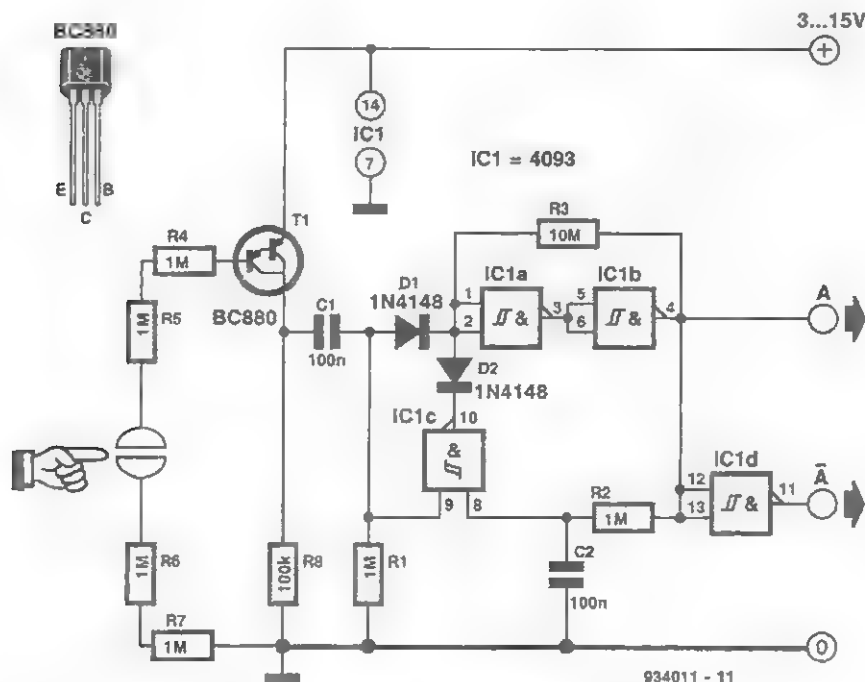 BC880
3...15V
+
14
IC1
7
IC1 = 4093
E
B
C
T1
R4
1M
R3
10M
D1
1N4148
IC1a
IC1b
1M
R5
BC880
C1
100n
1
2
&
3
5
6
&
4
A
D2
1N4148
IC1c
10
&
9
8
R2
1M
IC1d
12
13
&
11
A̅
1M
R6
100k
R8
1M
R1
C2
100n
R7
1M
0
934011 - 11